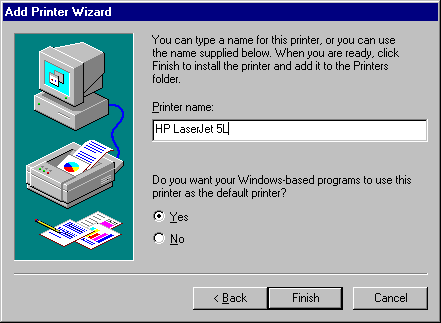 Add Printer Wizard
You can type a name for this printer, or you can use
the name supplied below. When you are ready, click
Finish to install the printer and add it to the Printers
folder.
Printer name:
HP LaserJet 5L
Do you want your Windows-based programs to use this
printer as the default printer?
Yes
No
< Back
Finish
Cancel